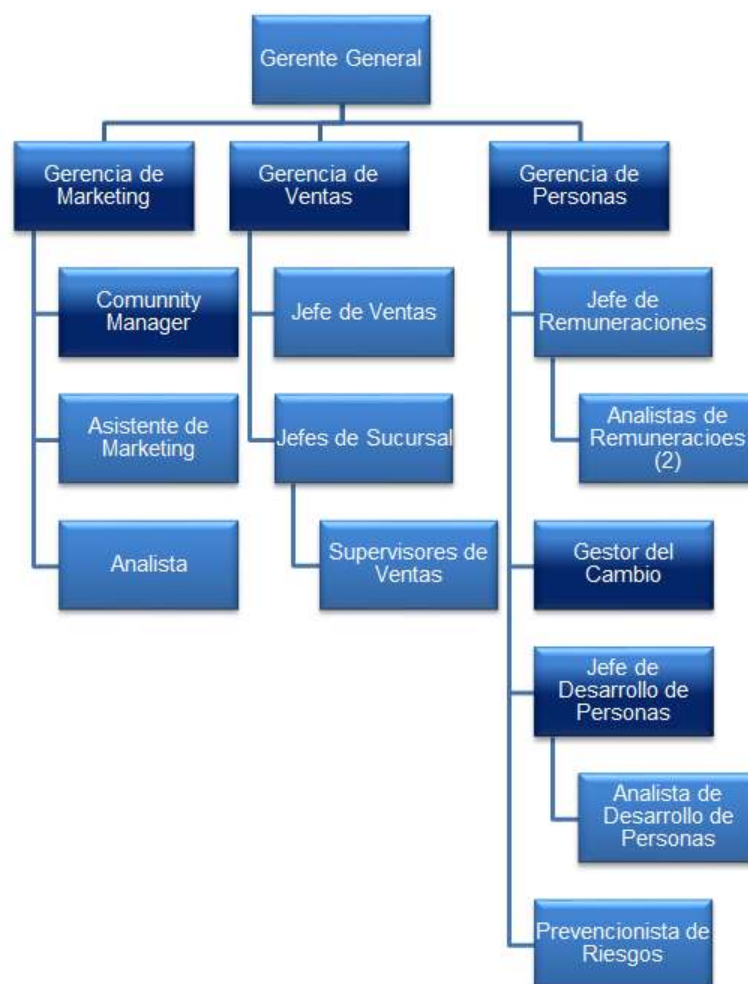 Gerente General
Gerencia de
Marketing
Comunnity
Manager
Asistente de
Marketing
Analista
Gerencia de
Ventas
Jefe de Ventas
Jefes de Sucursal
Supervisores de
Ventas
Gerencia de
Personas
Jefe de
Remuneraciones
Analistas de
Remuneracioes
(2)
Gestor del
Cambio
Jefe de
Desarrollo de
Personas
Analista de
Desarrollo de
Personas
Prevencionista de
Riesgos